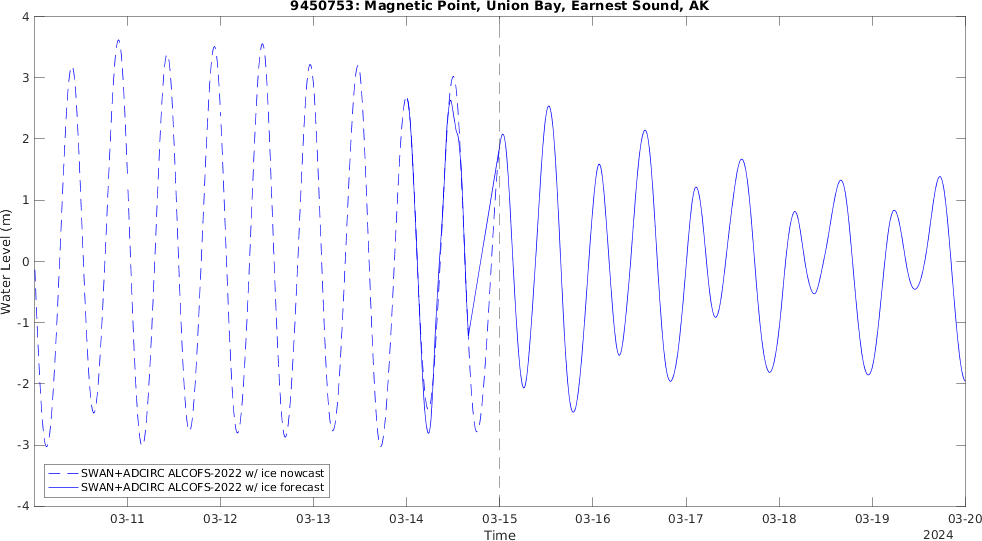 9450753: Magnetic Point, Union Bay, Earnest Sound, AK
4
3
2
1
0
-1
-2
-3
-4
Water Level (m)
SWAN+ADCIRC ALCOFS-2022 w/ ice nowcast
SWAN+ADCIRC ALCOFS-2022 w/ ice forecast
03-11 03-12 03-13 03-14 03-15 03-16 03-17 03-18 03-19 03-20
Time
2024